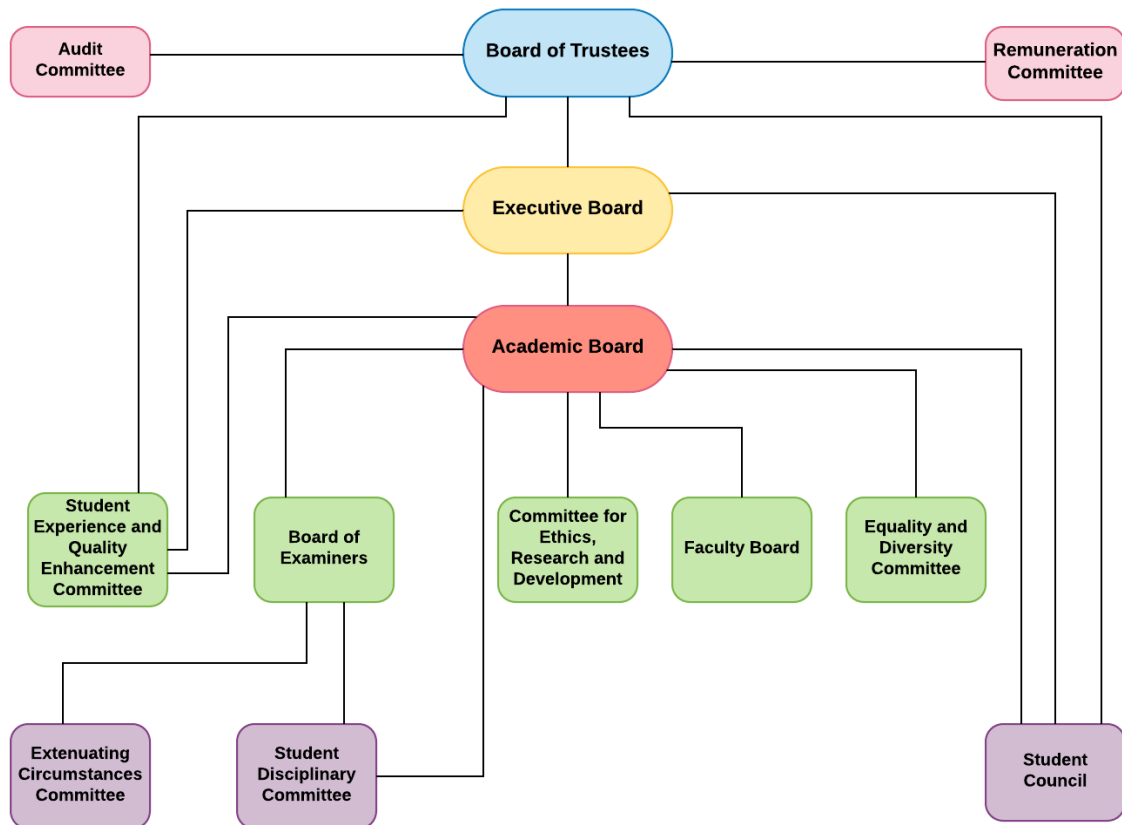 Audit
Committee
Board of Trustees
Remuneration
Committee
Executive Board
Academic Board
Student
Experience and
Quality
Enhancement
Committee
Board of
Examiners
Committee for
Ethics,
Research and
Development
Faculty Board
Equality and
Diversity
Committee
Extenuating
Circumstances
Committee
Student
Disciplinary
Committee
Student
Council